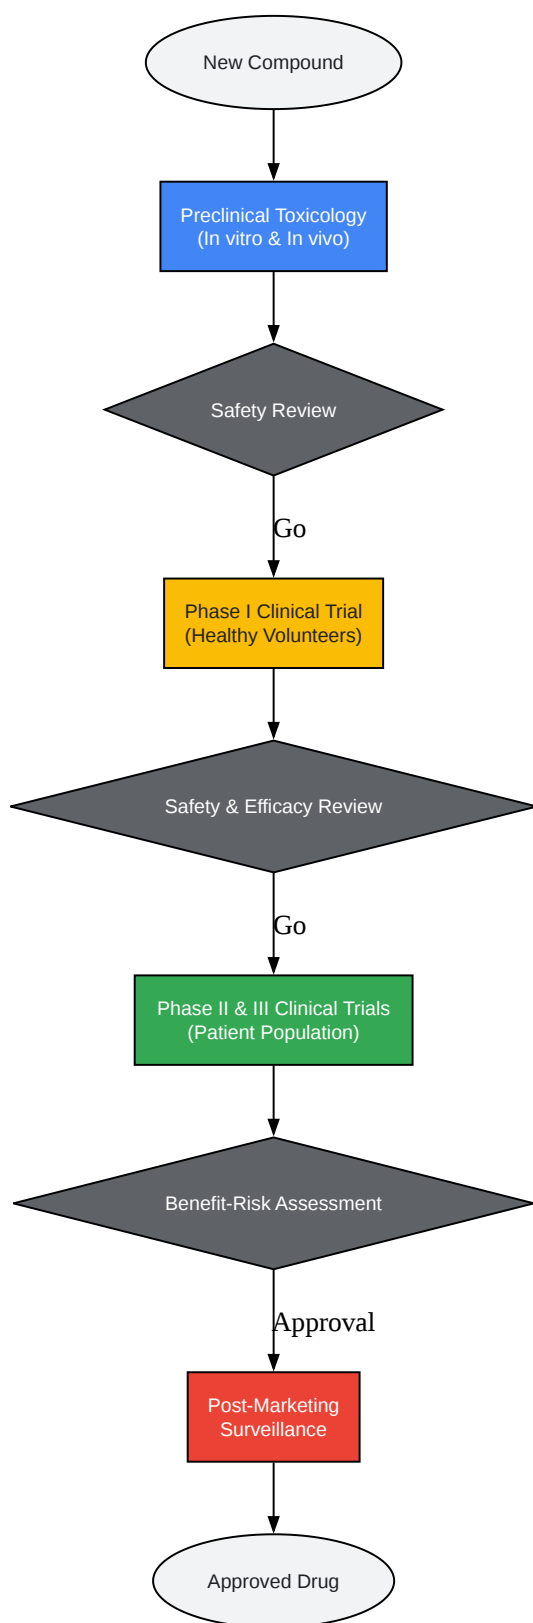 New Compound
Preclinical Toxicology
(In vitro & In vivo)
Safety Review
Go
Phase I Clinical Trial
(Healthy Volunteers)
Safety & Efficacy Review
Go
Phase II & III Clinical Trials
(Patient Population)
Benefit-Risk Assessment
Approval
Post-Marketing
Surveillance
Approved Drug